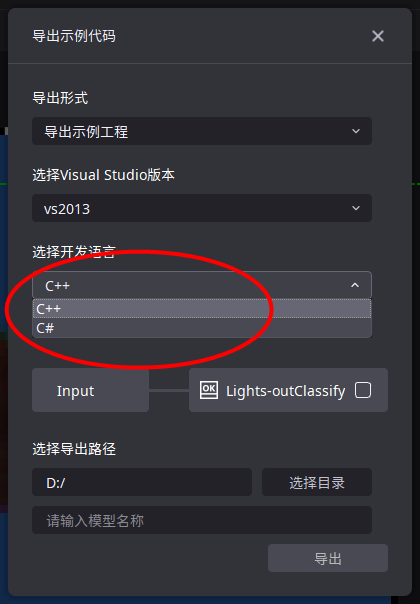 导出示例代码
导出形式
导出示例工程
选择Visual Studio版本
vs2013
选择开发语言
C++
C++
C#
Input
OK Lights-outClassify
选择导出路径
D:/ 选择目录
请输入模型名称
导出